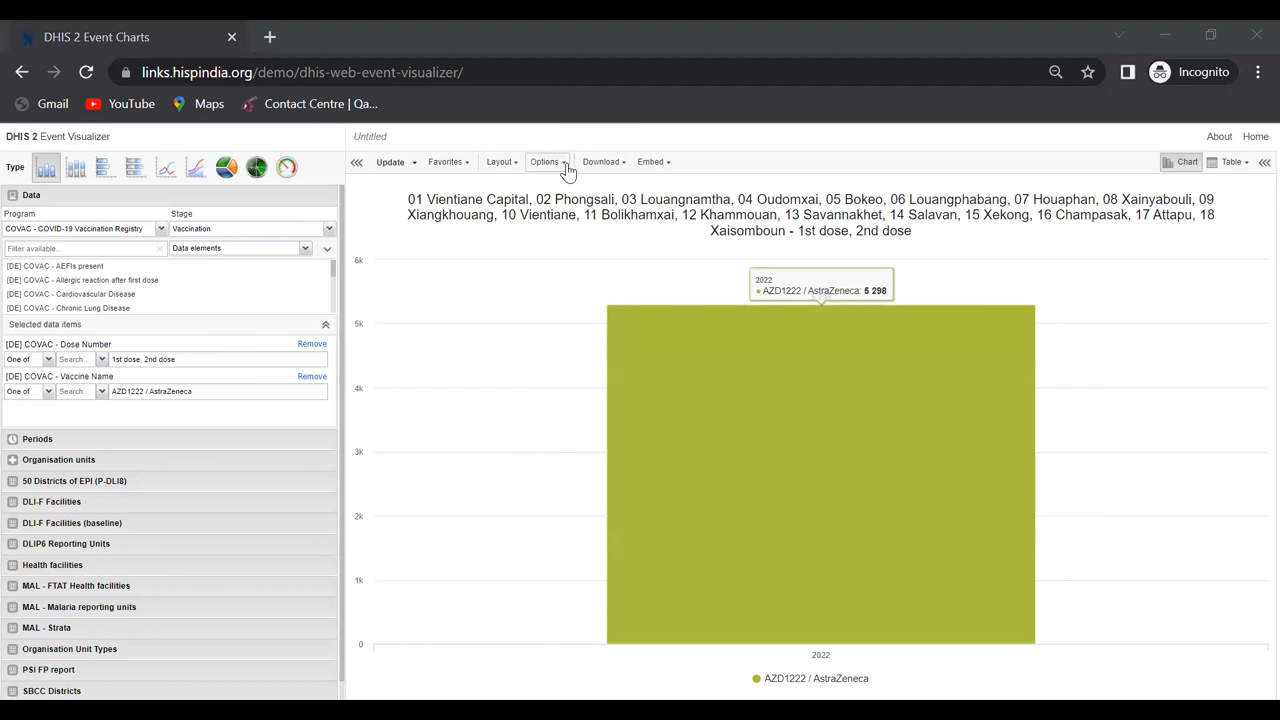 DHIS 2 Event Charts
links.hispindia.org/demo/dhis-web-event-visualizer/
Incognito
Gmail
YouTube
Maps
Contact Centre | Qa...
DHIS 2 Event Visualizer
Untitled
About
Home
Type
Update
Favorites
Layout
Options
Download
Embed
Chart
Table
Data
Program
Stage
COVAC - COVID-19 Vaccination Registry
Vaccination
Filter available...
Data elements
[DE] COVAC - AEFIs present
[DE] COVAC - Allergic reaction after first dose
[DE] COVAC - Cardiovascular Disease
[DE] COVAC - Chronic Lung Disease
Selected data items
[DE] COVAC - Dose Number
Remove
One of
Search..
1st dose, 2nd dose
[DE] COVAC - Vaccine Name
Remove
One of
Search..
AZD1222 / AstraZeneca
Periods
Organisation units
50 Districts of EPI (P-DLI8)
DLI-F Facilities
DLI-F Facilities (baseline)
DLIP6 Reporting Units
Health facilities
MAL - FTAT Health facilities
MAL - Malaria reporting units
MAL - Strata
Organisation Unit Types
PSI FP report
SBCC Districts
01 Vientiane Capital, 02 Phongsali, 03 Louangnamtha, 04 Oudomxai, 05 Bokeo, 06 Louangphabang, 07 Houaphan, 08 Xainyabouli, 09
Xiangkhouang, 10 Vientiane, 11 Bolikhamxai, 12 Khammouan, 13 Savannakhet, 14 Salavan, 15 Xekong, 16 Champasak, 17 Attapu, 18
Xaisomboun - 1st dose, 2nd dose
6k
5k
4k
3k
2k
1k
0
2022
AZD1222 / AstraZeneca: 5 298
2022
AZD1222 / AstraZeneca